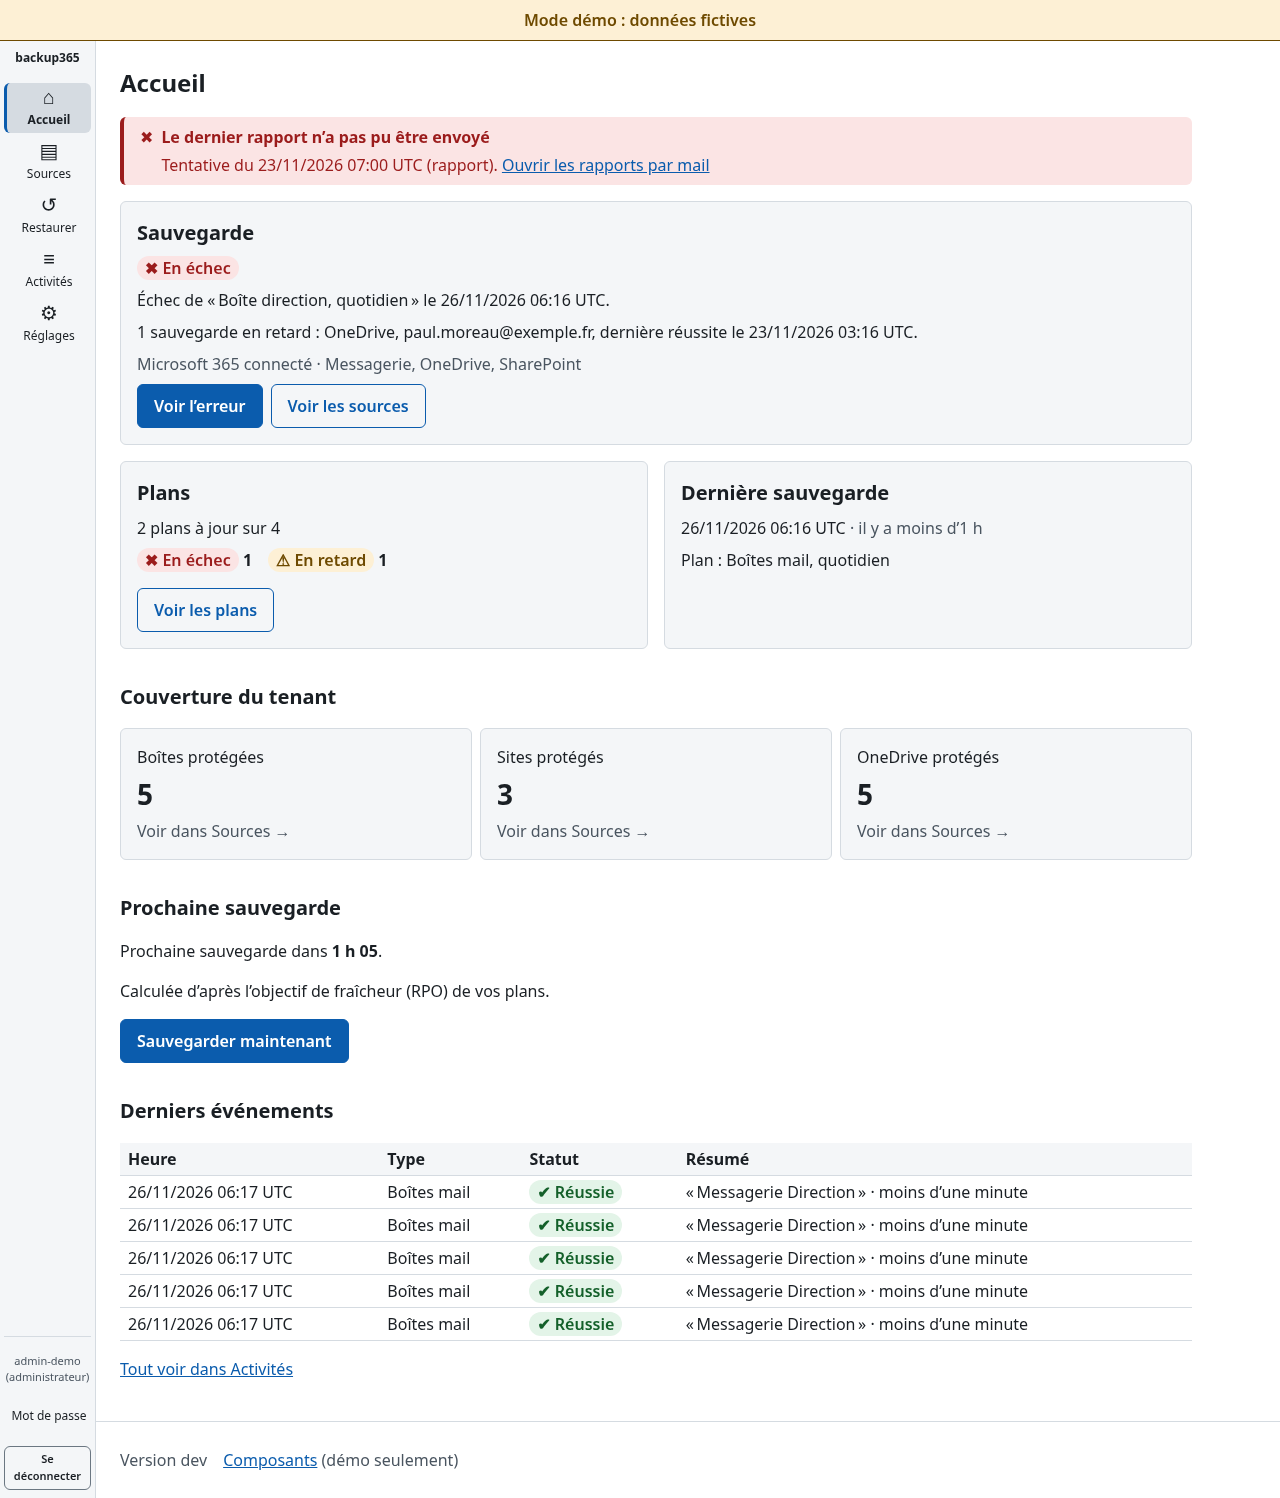 Mode démo : données fictives
backup365
Accueil
Sources
Restaurer
Activités
Réglages
Accueil
✖ Le dernier rapport n’a pas pu être envoyé
Tentative du 23/11/2026 07:00 UTC (rapport). Ouvrir les rapports par mail
Sauvegarde
✖ En échec
Échec de « Boîte direction, quotidien » le 26/11/2026 06:16 UTC.
1 sauvegarde en retard : OneDrive, paul.moreau@exemple.fr, dernière réussite le 23/11/2026 03:16 UTC.
Microsoft 365 connecté · Messagerie, OneDrive, SharePoint
Voir l’erreur Voir les sources
Plans
2 plans à jour sur 4
✖ En échec 1 ⚠ En retard 1
Voir les plans
Dernière sauvegarde
26/11/2026 06:16 UTC · il y a moins d’1 h
Plan : Boîtes mail, quotidien
Couverture du tenant
Boîtes protégées
5
Voir dans Sources →
Sites protégés
3
Voir dans Sources →
OneDrive protégés
5
Voir dans Sources →
Prochaine sauvegarde
Prochaine sauvegarde dans 1 h 05.
Calculée d’après l’objectif de fraîcheur (RPO) de vos plans.
Sauvegarder maintenant
Derniers événements
Heure Type Statut Résumé
26/11/2026 06:17 UTC Boîtes mail ✔ Réussie « Messagerie Direction » · moins d’une minute
26/11/2026 06:17 UTC Boîtes mail ✔ Réussie « Messagerie Direction » · moins d’une minute
26/11/2026 06:17 UTC Boîtes mail ✔ Réussie « Messagerie Direction » · moins d’une minute
26/11/2026 06:17 UTC Boîtes mail ✔ Réussie « Messagerie Direction » · moins d’une minute
26/11/2026 06:17 UTC Boîtes mail ✔ Réussie « Messagerie Direction » · moins d’une minute
Tout voir dans Activités
admin-demo
(administrateur)
Mot de passe
Se
déconnecter
Version dev Composants (démo seulement)